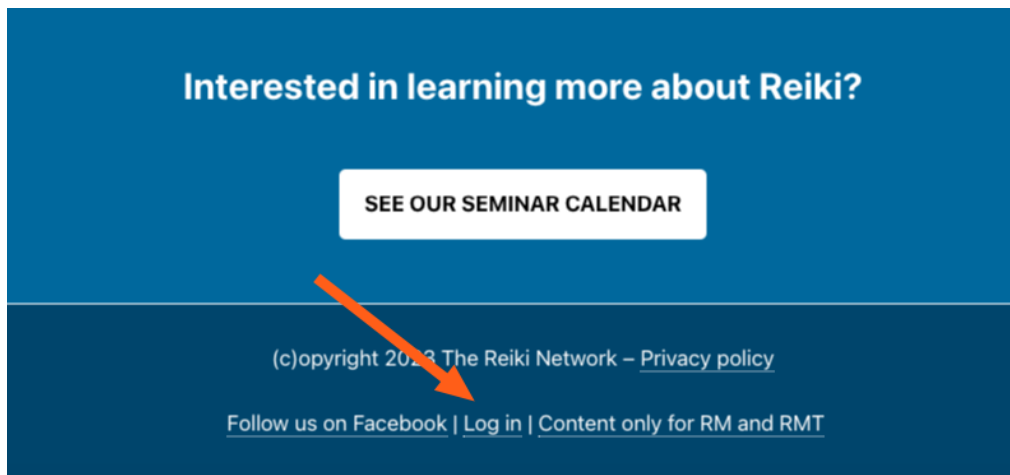 Interested in learning more about Reiki?
SEE OUR SEMINAR CALENDAR
(c)opyright 2023 The Reiki Network – Privacy policy
Follow us on Facebook | Log in | Content only for RM and RMT